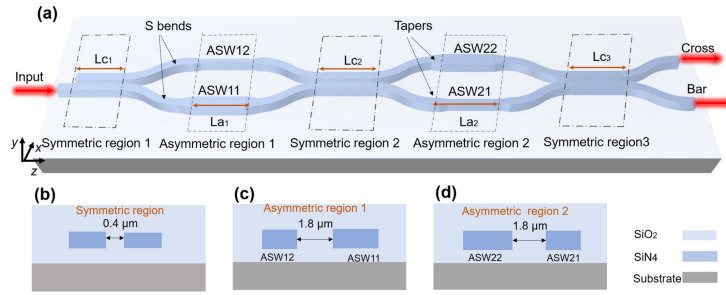 (a)
S bends
Tapers
Lc1
ASW12
Lc2
ASW22
Lc3
Cross
Input
ASW11
ASW21
Bar
La1
La2
y
x
z
Symmetric region 1
Asymmetric region 1
Symmetric region 2
Asymmetric region 2
Symmetric region3
(b)
Symmetric region
0.4 μm
(c)
Asymmetric region 1
1.8 μm
ASW12
ASW11
(d)
Asymmetric region 2
1.8 μm
ASW22
ASW21
SiO2
SiN4
Substrate